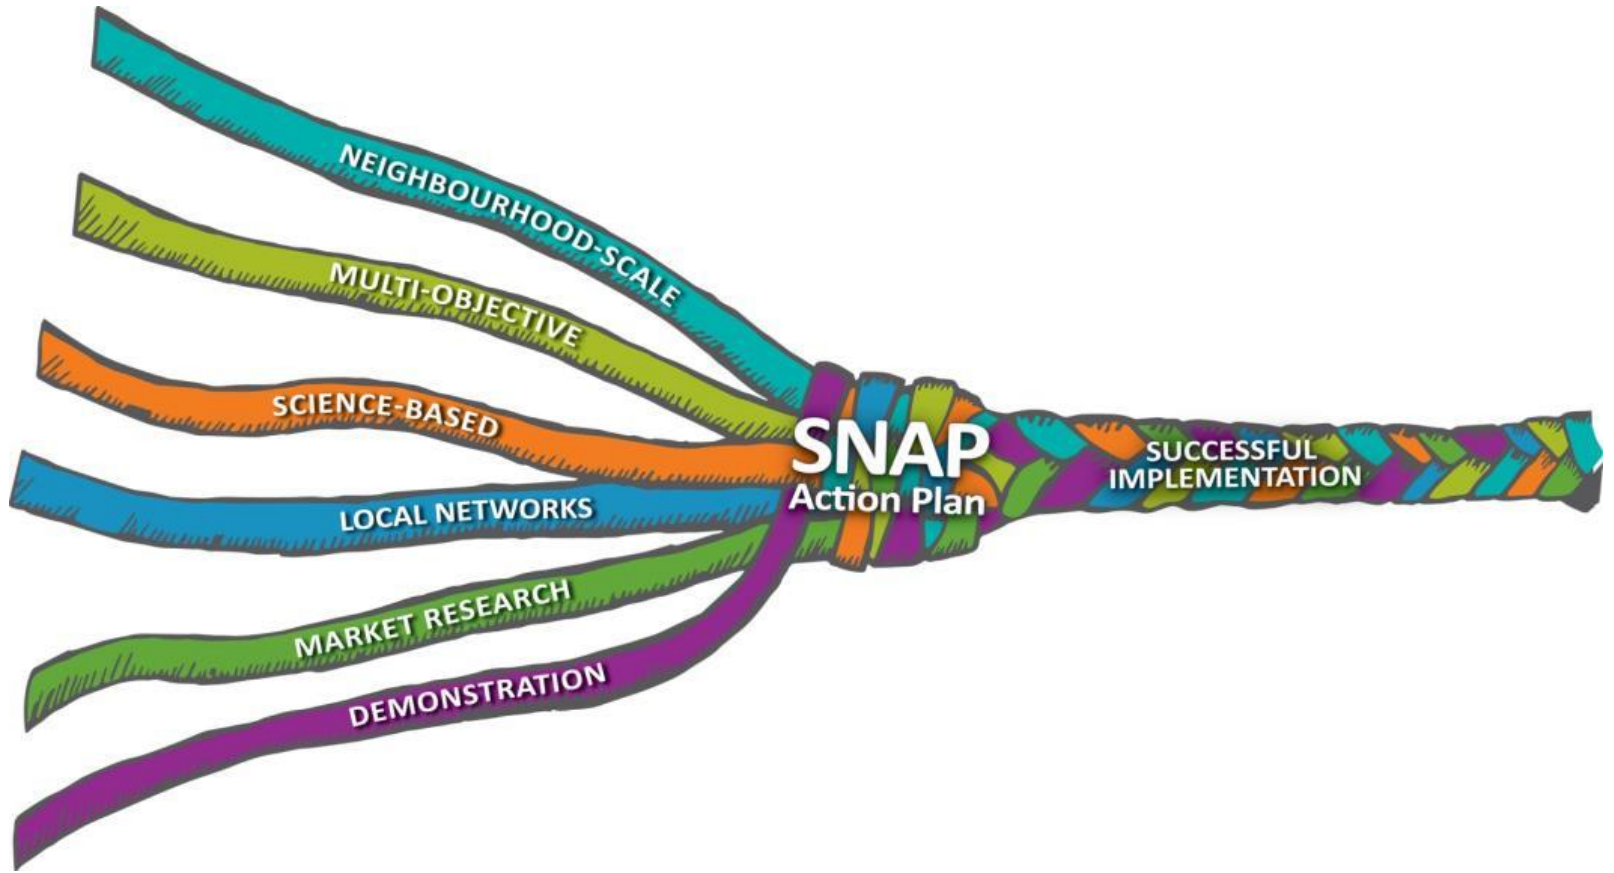 NEIGHBOURHOOD-SCALE
MULTI-OBJECTIVE
SCIENCE-BASED
LOCAL NETWORKS
MARKET RESEARCH
DEMONSTRATION
SNAP
Action Plan
SUCCESSFUL
IMPLEMENTATION